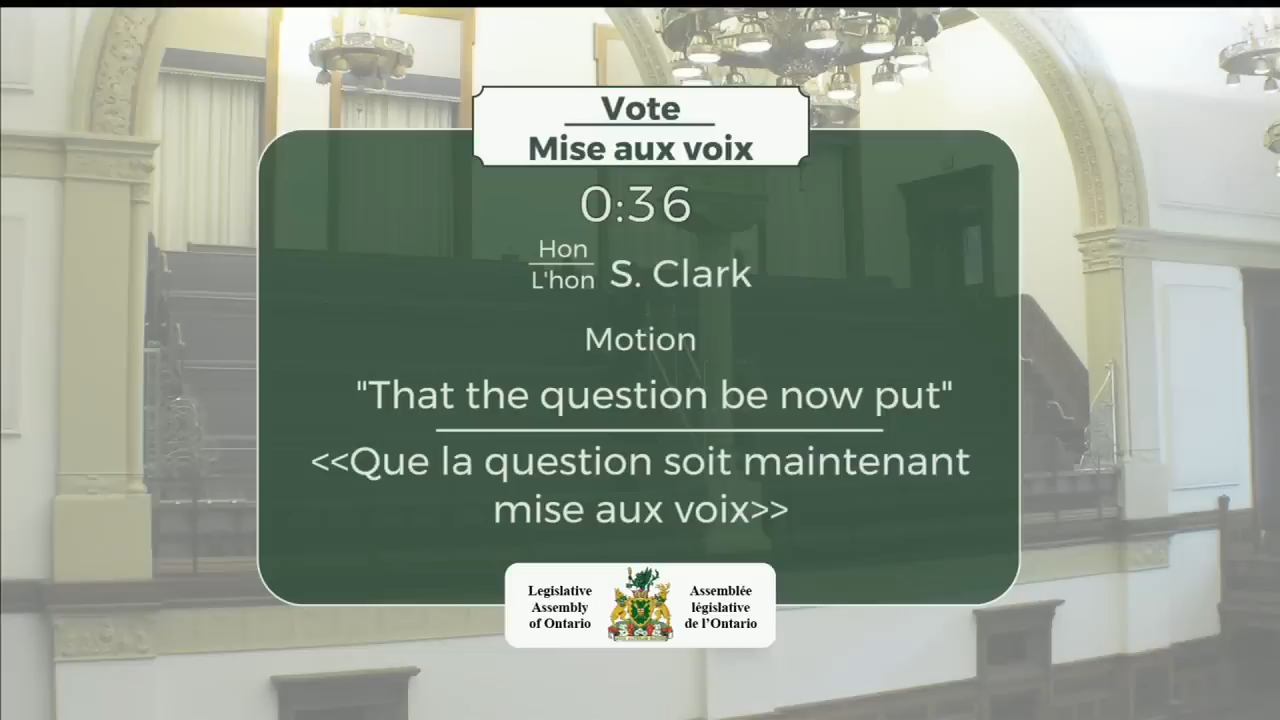 Vote
Mise aux voix
0:36
Hon
L'hon S. Clark
Motion
"That the question be now put"
<<Que la question soit maintenant
mise aux voix>>
Legislative
Assembly
of Ontario
Assemblée
législative
de l'Ontario